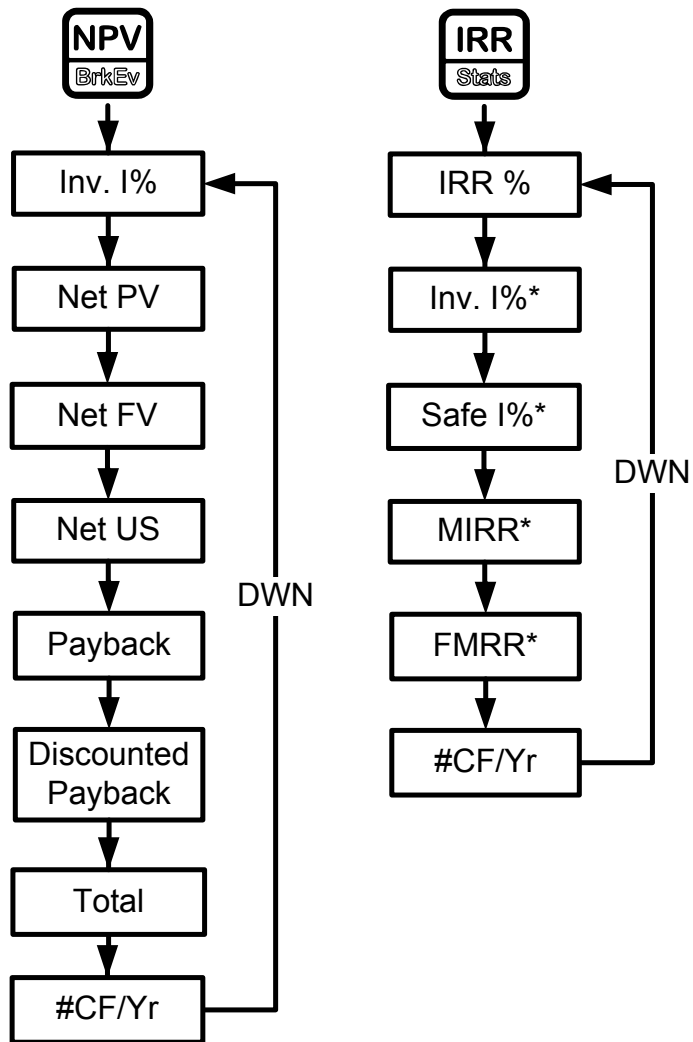 NPV
BrkEv
Inv. I%
Net PV
Net FV
Net US
Payback
Discounted
Payback
Total
#CF/Yr
DWN
IRR
Stats
IRR %
Inv. I%*
Safe I%*
MIRR*
FMRR*
#CF/Yr
DWN